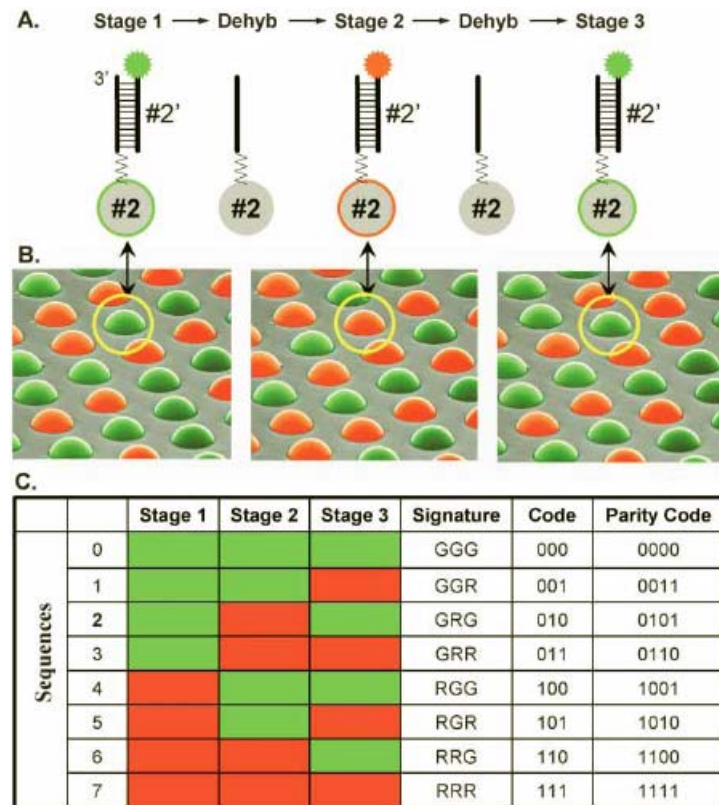 A. Stage 1 → Dehyb → Stage 2 → Dehyb → Stage 3
3' #2' #2' #2'
#2 #2 #2 #2 #2
B.
C.
Stage 1 Stage 2 Stage 3 Signature Code Parity Code
Sequences
0 GGG 000 0000
1 GGR 001 0011
2 GRG 010 0101
3 GRR 011 0110
4 RGG 100 1001
5 RGR 101 1010
6 RRG 110 1100
7 RRR 111 1111